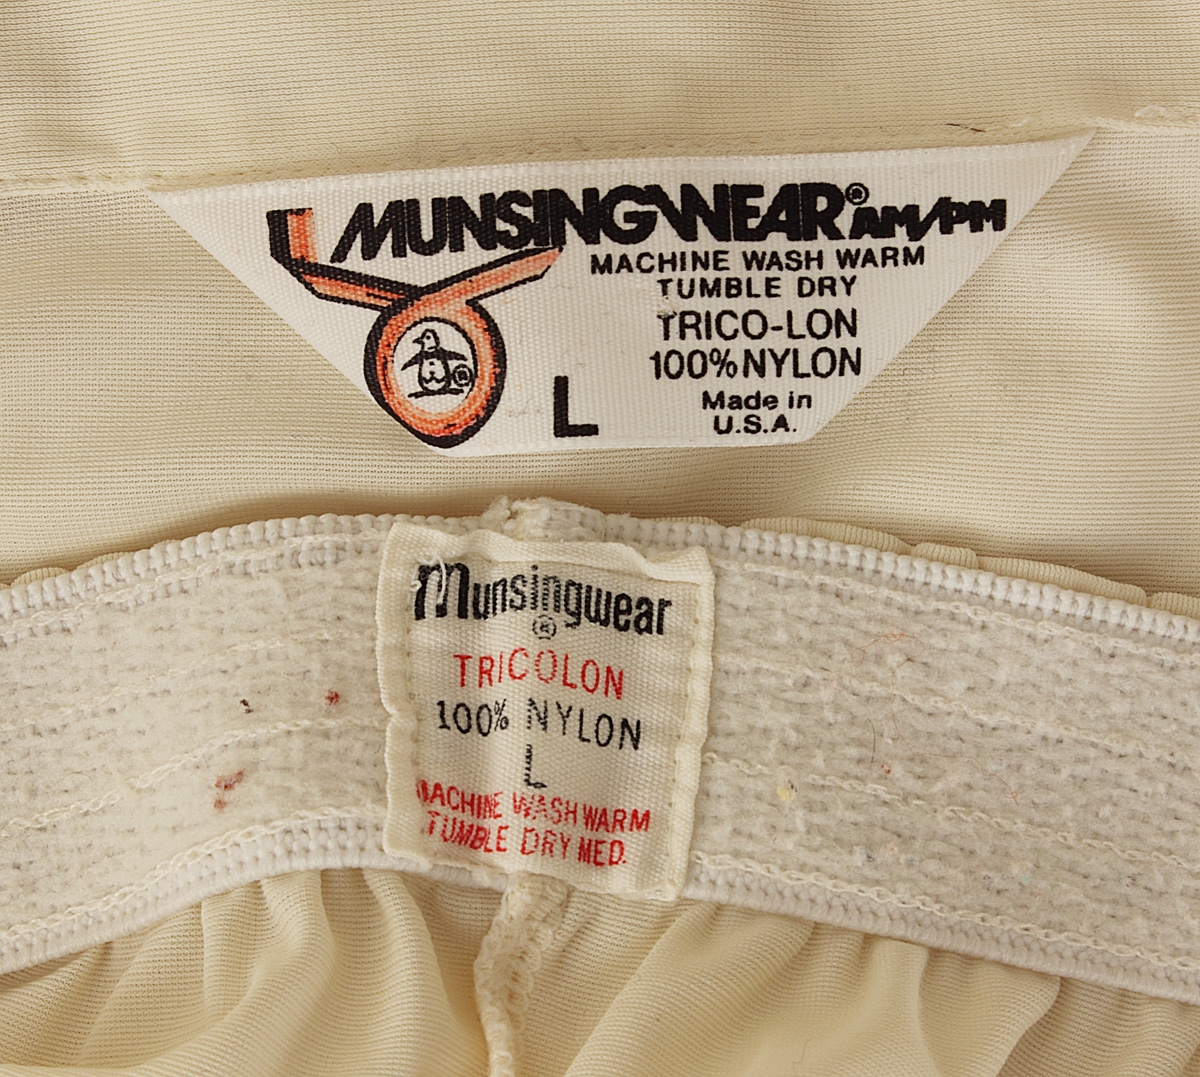 MUNSINGWEAR® AM/PM
MACHINE WASH WARM
TUMBLE DRY
TRICO-LON
100% NYLON
®
L
Made in
U.S.A.
Munsingwear
®
TRICOLON
100% NYLON
L
MACHINE WASH WARM
TUMBLE DRY MED.